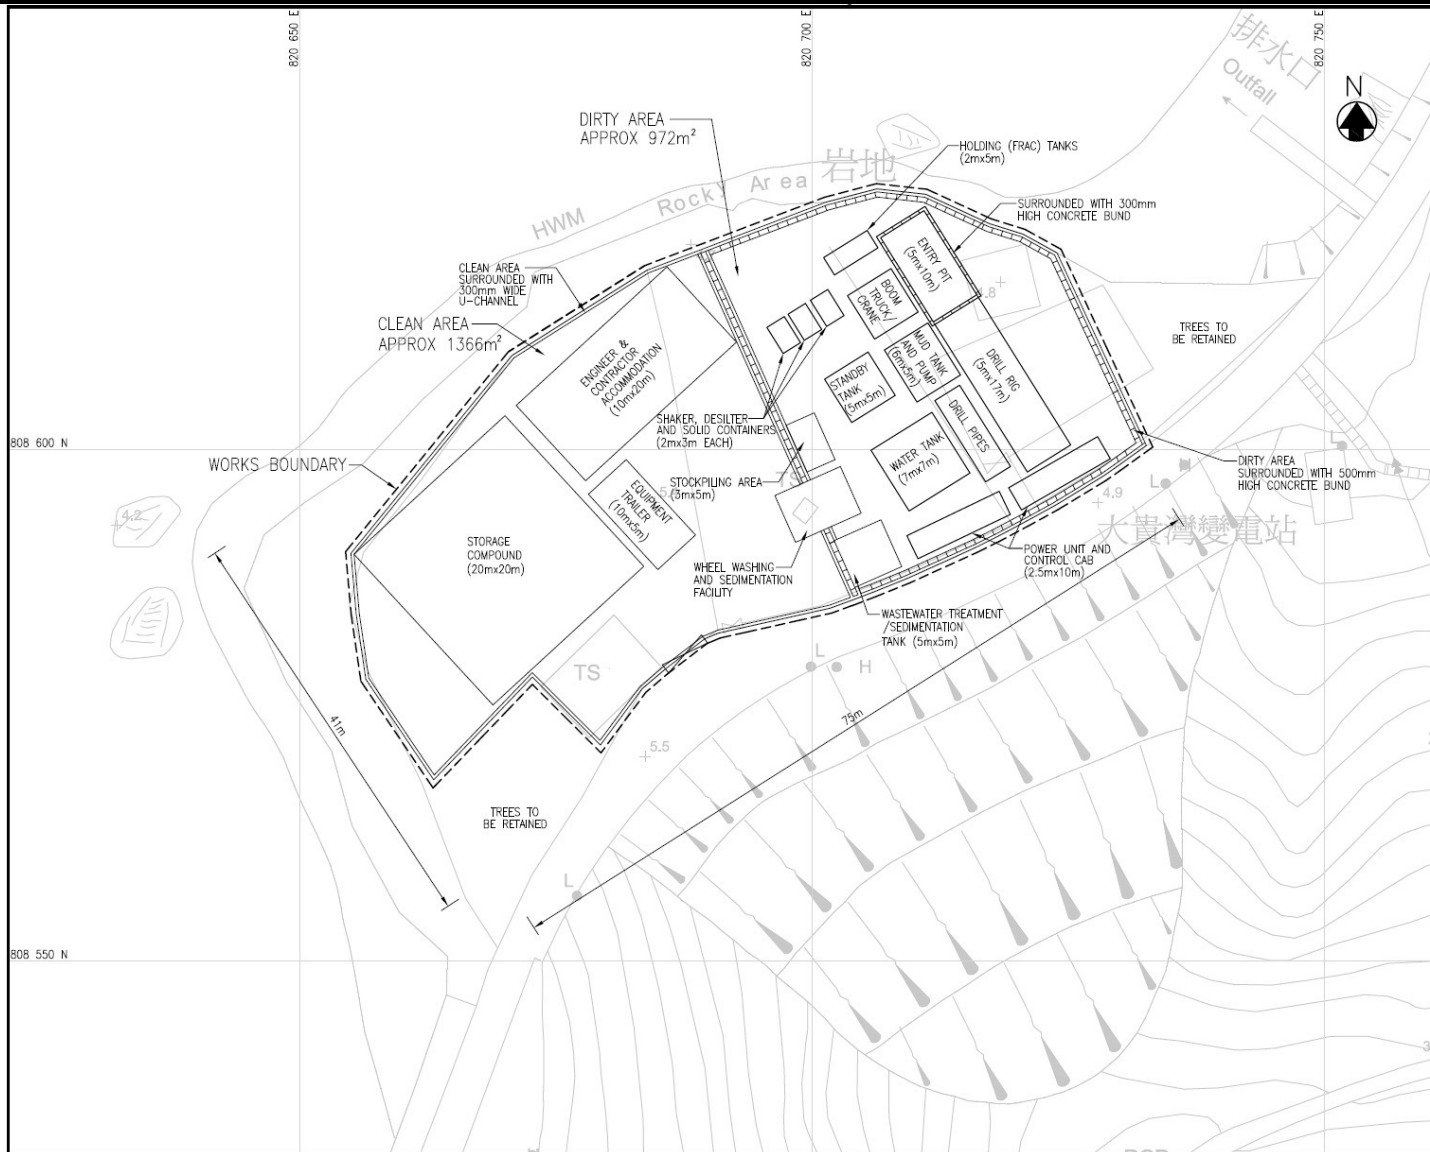 820 650 E
820 700 E
820 750 E
排水口
Outfall
N
DIRTY AREA
APPROX 972m²
HOLDING (FRAC) TANKS
(2mx5m)
岩地
HWM Rocky Area
SURROUNDED WITH 300mm
HIGH CONCRETE BUND
ENTRY PIT
(5mx10m)
CLEAN AREA
SURROUNDED WITH
300mm WIDE
U-CHANNEL
BOOM
TRUCK/
CRANE
4.8
CLEAN AREA
APPROX 1366m²
TREES TO
BE RETAINED
ENGINEER &
CONTRACTOR
ACCOMMODATION
(10mx20m)
MUD TANK
AND PUMP
(6mx5m)
DRILL RIG
(5mx17m)
STANDBY
TANK
(5mx5m)
SHAKER, DESILTER
AND SOLID CONTAINERS
(2mx3m EACH)
DRILL PIPES
808 600 N
WATER TANK
(7mx7m)
L
WORKS BOUNDARY
DIRTY AREA
SURROUNDED WITH 500mm
HIGH CONCRETE BUND
STOCKPILING AREA
(3mx5m)
TS
L
EQUIPMENT
TRAILER
(10mx5m)
4.9
4.2
大貴灣變電站
STORAGE
COMPOUND
(20mx20m)
POWER UNIT AND
CONTROL CAB
(2.5mx10m)
WHEEL WASHING
AND SEDIMENTATION
FACILITY
WASTEWATER TREATMENT
/SEDIMENTATION
TANK (5mx5m)
TS
L
H
41m
75m
5.5
TREES TO
BE RETAINED
L
808 550 N